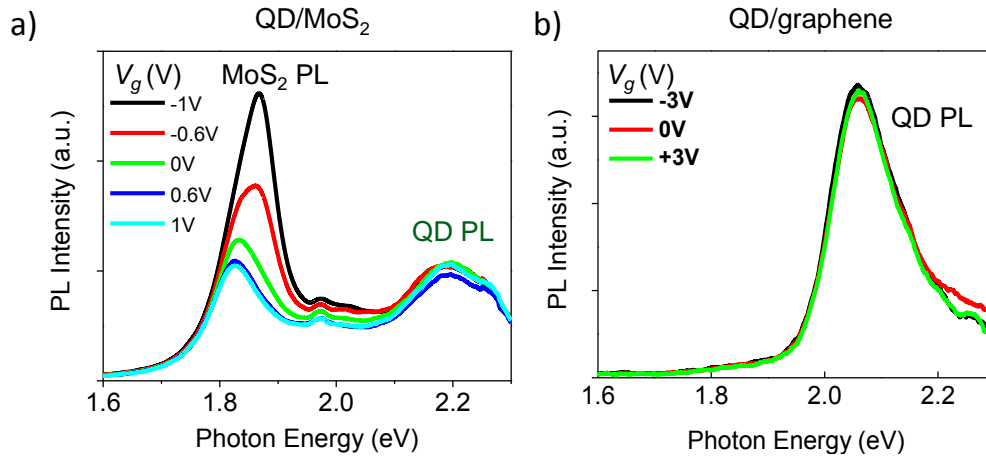 a)
QD/MoS₂
V_g (V)
-1V
-0.6V
0V
0.6V
1V
MoS₂ PL
QD PL
PL Intensity (a.u.)
1.6
1.8
2.0
2.2
Photon Energy (eV)
b)
QD/graphene
V_g (V)
-3V
0V
+3V
QD PL
PL Intensity (a.u.)
1.6
1.8
2.0
2.2
Photon Energy (eV)